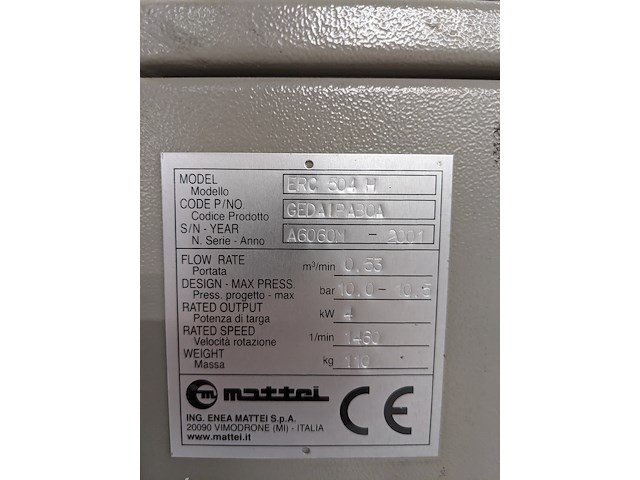 MODEL ERC 504 H
Modello
CODE P/NO. GEDA1PA30A
Codice Prodotto
S/N - YEAR A6060M - 2001
N. Serie - Anno
FLOW RATE m³/min 0.53
Portata
DESIGN - MAX PRESS. bar 10.0 - 10.5
Press. progetto - max
RATED OUTPUT kW 4
Potenza di targa
RATED SPEED 1/min 1450
Velocità rotazione
WEIGHT kg 110
Massa
m mattei CE
ING. ENEA MATTEI S.p.A.
20090 VIMODRONE (MI) - ITALIA
www.mattei.it